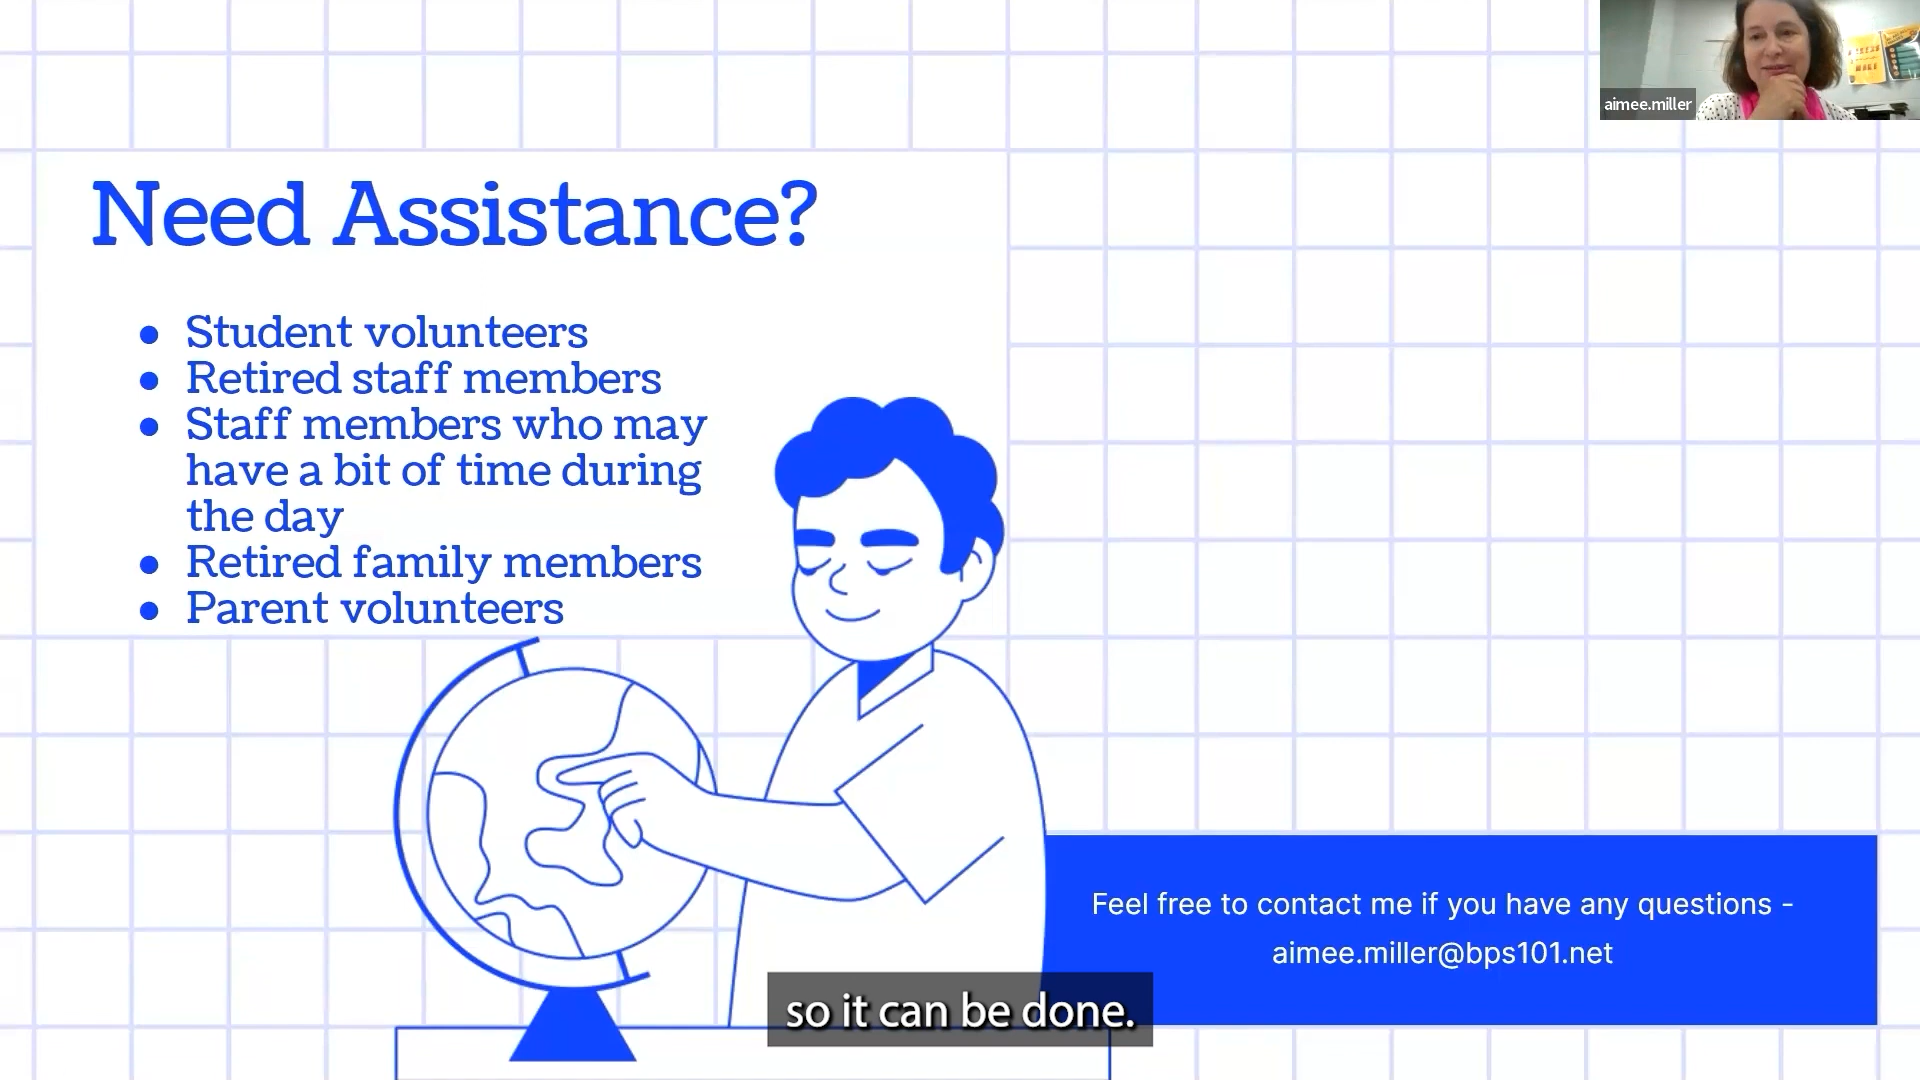 aimee.miller
Need Assistance?
● Student volunteers
● Retired staff members
● Staff members who may
have a bit of time during
the day
● Retired family members
● Parent volunteers
Feel free to contact me if you have any questions -
aimee.miller@bps101.net
so it can be done.